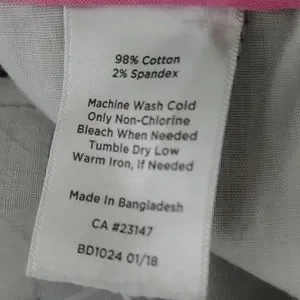 98% Cotton
2% Spandex
Machine Wash Cold
Only Non-Chlorine
Bleach When Needed
Tumble Dry Low
Warm Iron, If Needed
Made In Bangladesh
CA #23147
BD1024 01/18